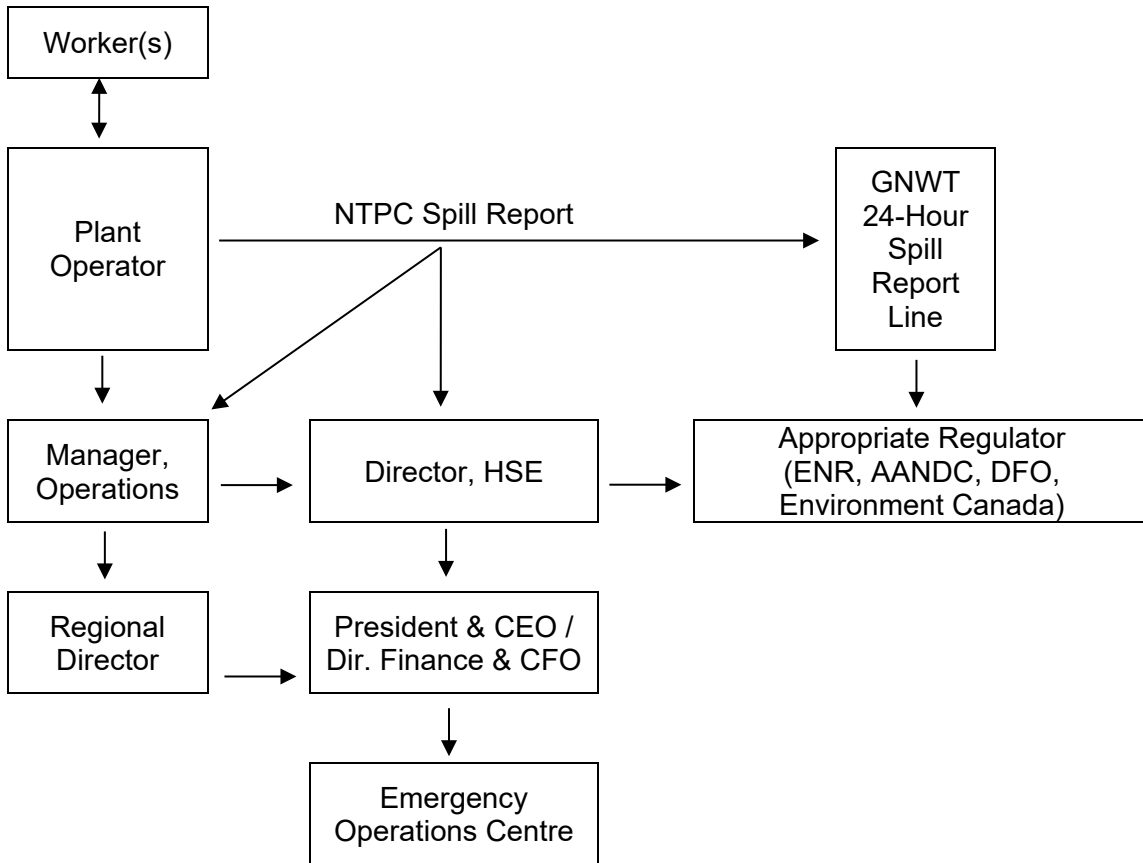 Worker(s)
Plant
Operator
NTPC Spill Report
GNWT
24-Hour
Spill
Report
Line
Manager,
Operations
Director, HSE
Appropriate Regulator
(ENR, AANDC, DFO,
Environment Canada)
Regional
Director
President & CEO /
Dir. Finance & CFO
Emergency
Operations Centre